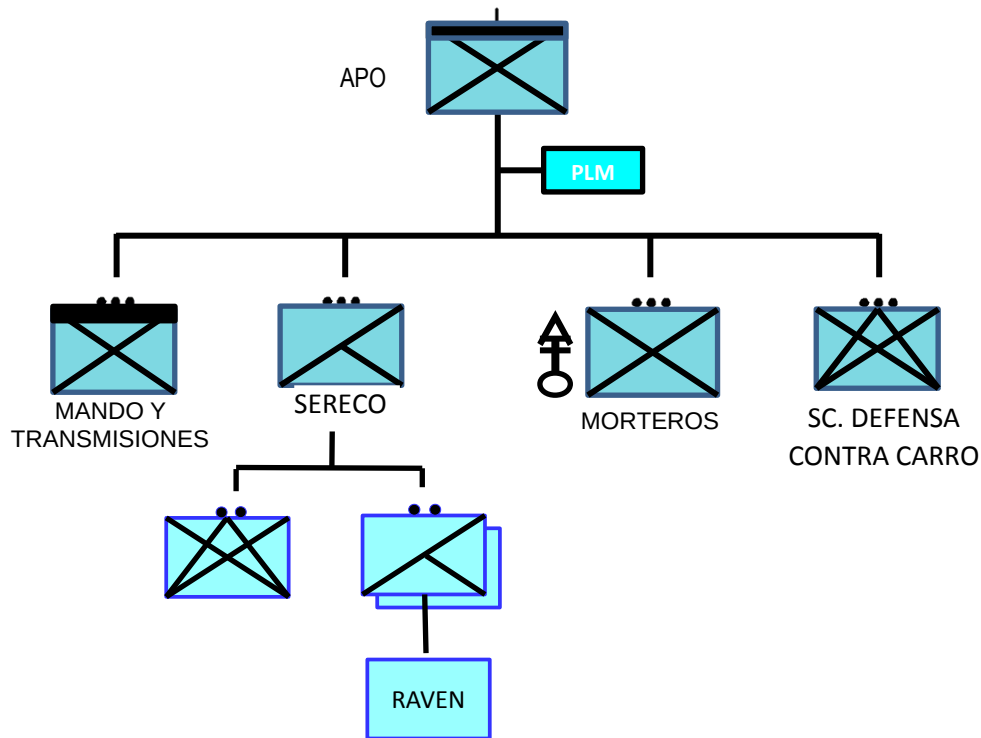 APO
PLM
MANDO Y
TRANSMISIONES
SERECO
MORTEROS
SC. DEFENSA
CONTRA CARRO
RAVEN